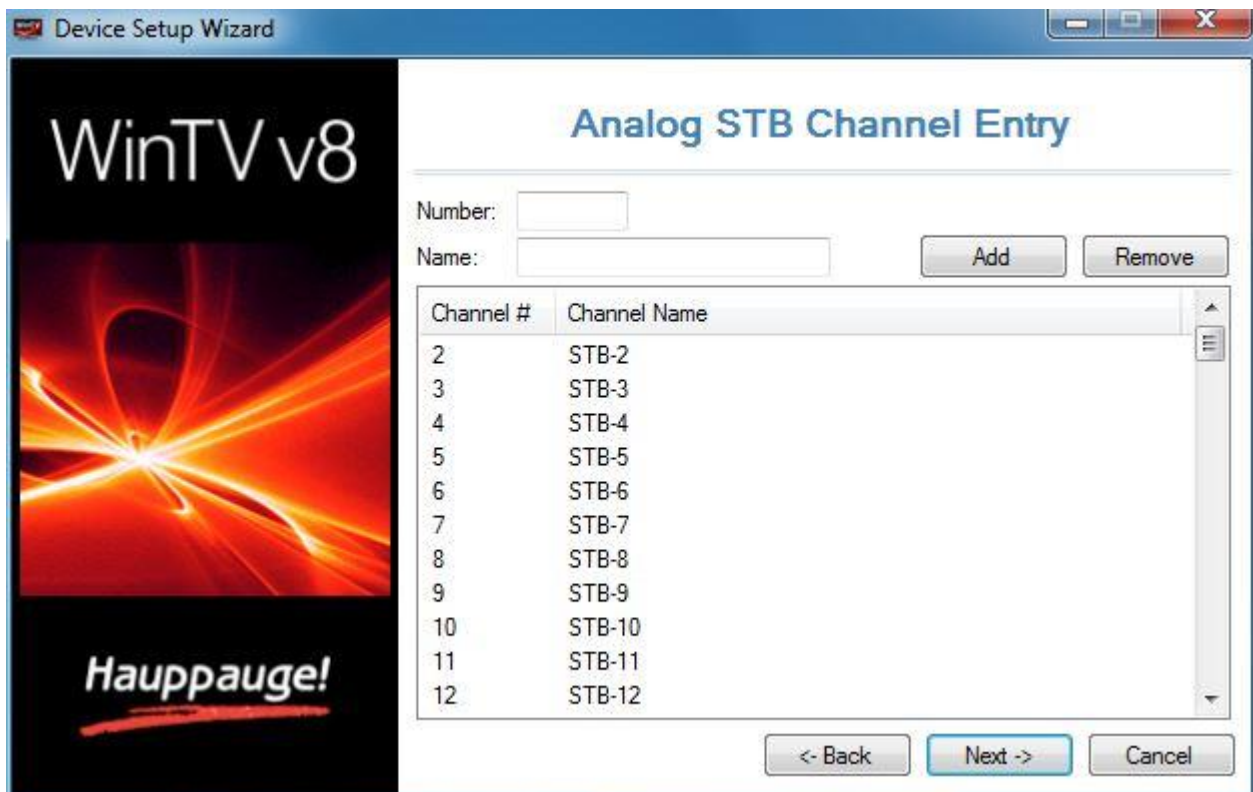 Device Setup Wizard
WinTV v8
Hauppauge!
Analog STB Channel Entry
Number:
Name:
Add Remove
Channel # Channel Name
2 STB-2
3 STB-3
4 STB-4
5 STB-5
6 STB-6
7 STB-7
8 STB-8
9 STB-9
10 STB-10
11 STB-11
12 STB-12
<- Back Next -> Cancel